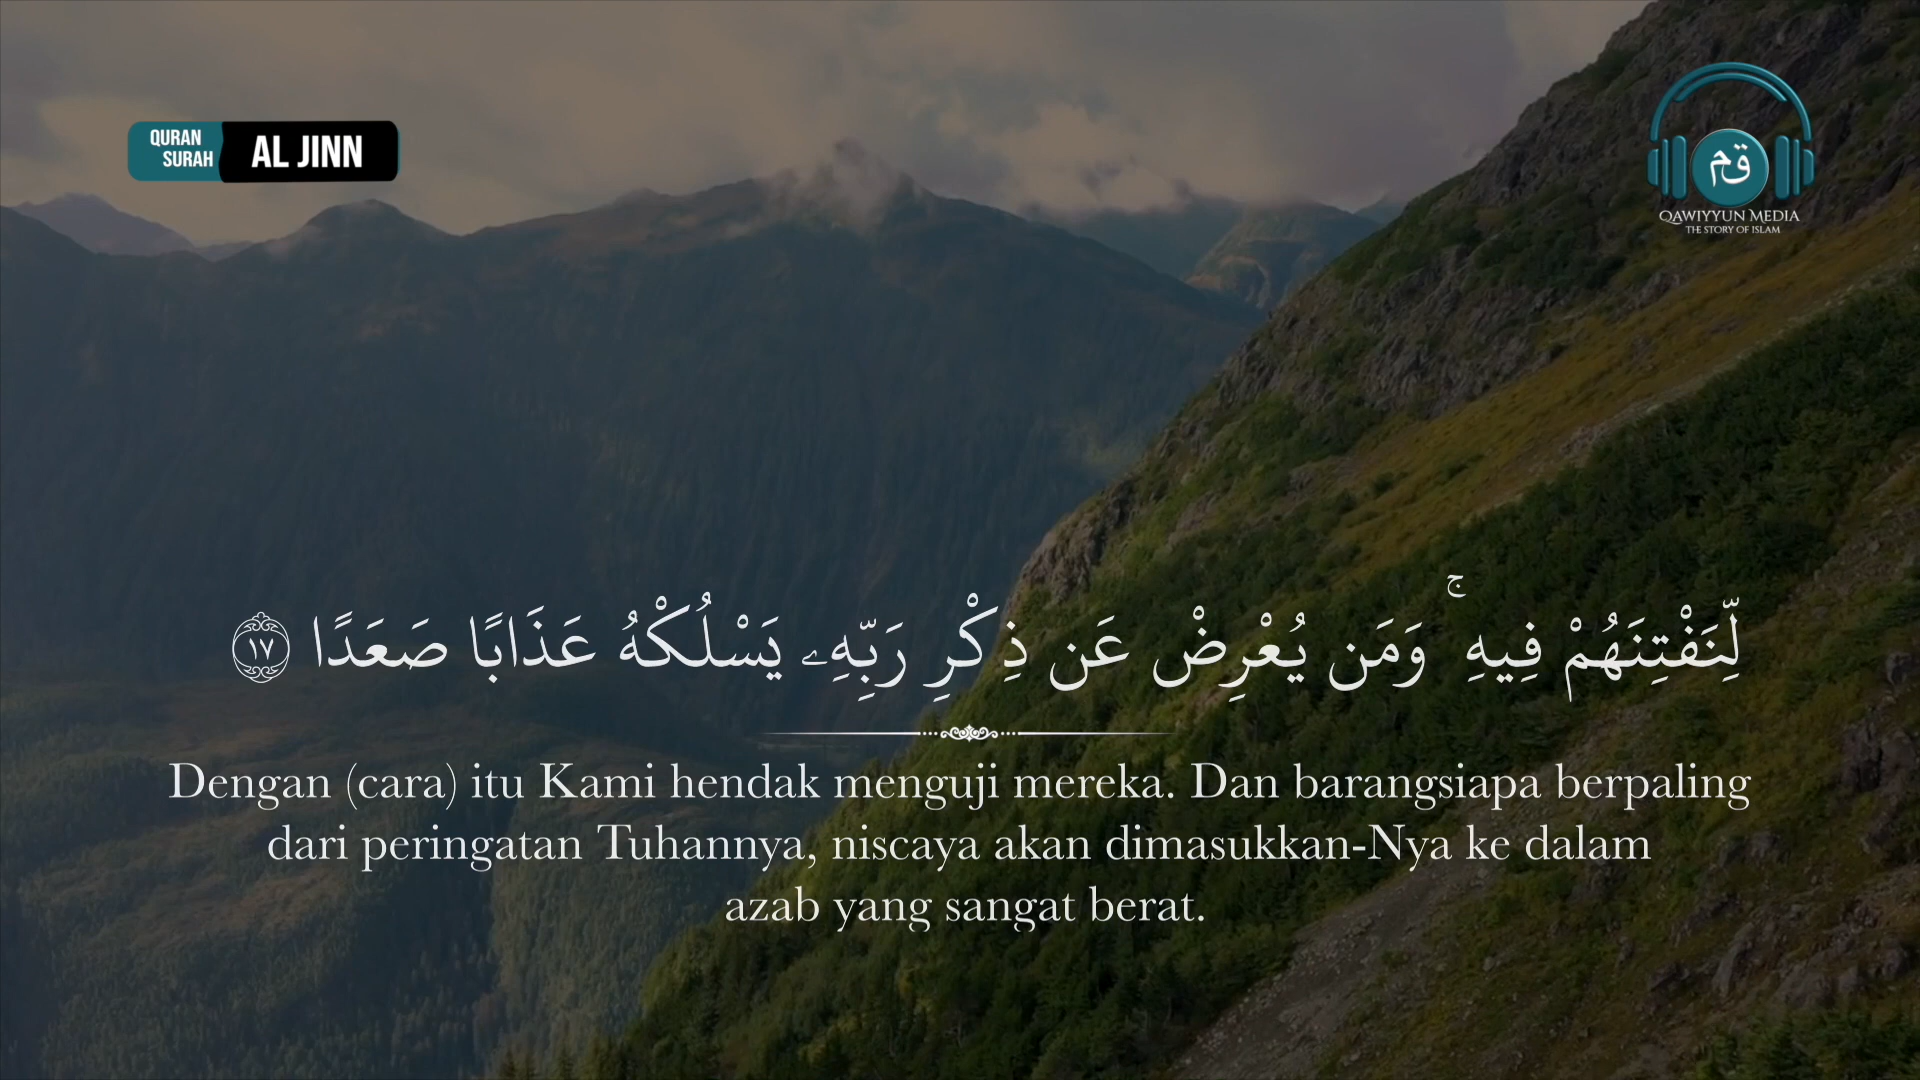 QURAN
SURAH
AL JINN
قم
QAWIYYUN MEDIA
THE STORY OF ISLAM
لِّنَفْتِنَهُمْ فِيهِ ۚ وَمَن يُعْرِضْ عَن ذِكْرِ رَبِّهِۦ يَسْلُكْهُ عَذَابًا صَعَدًا ١٧
Dengan (cara) itu Kami hendak menguji mereka. Dan barangsiapa berpaling
dari peringatan Tuhannya, niscaya akan dimasukkan-Nya ke dalam
azab yang sangat berat.